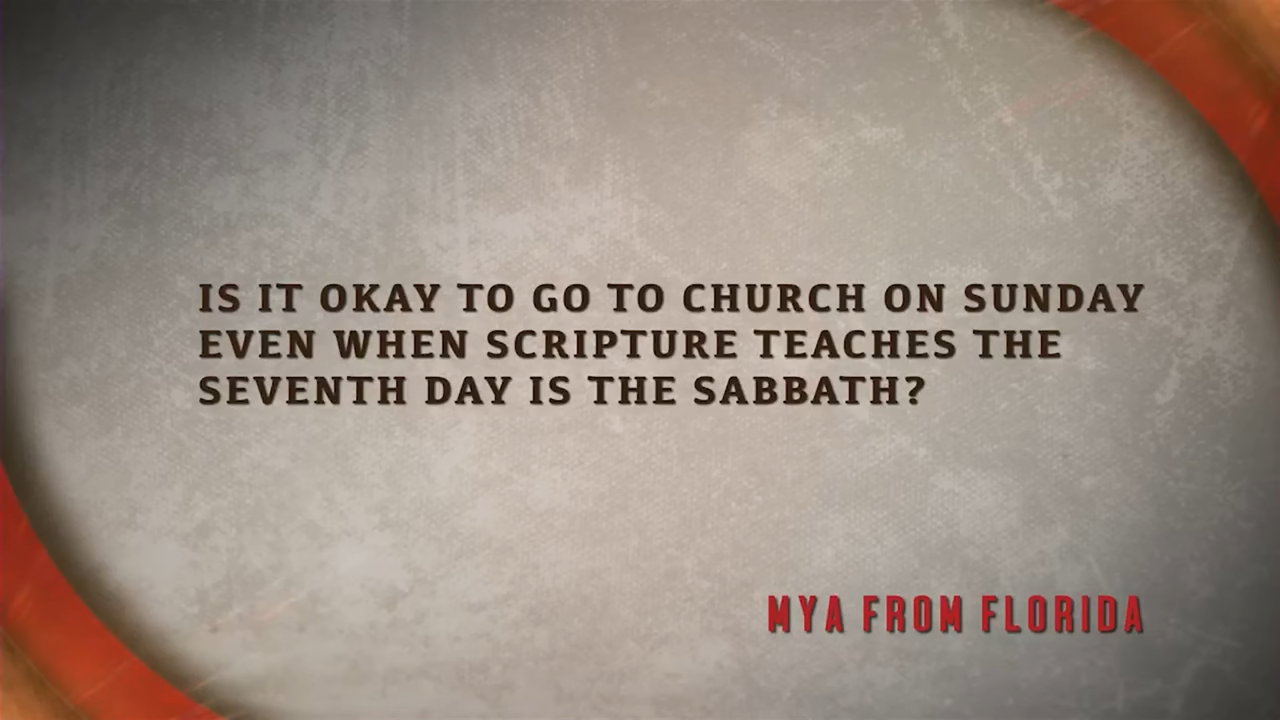 IS IT OKAY TO GO TO CHURCH ON SUNDAY
EVEN WHEN SCRIPTURE TEACHES THE
SEVENTH DAY IS THE SABBATH?
MYA FROM FLORIDA